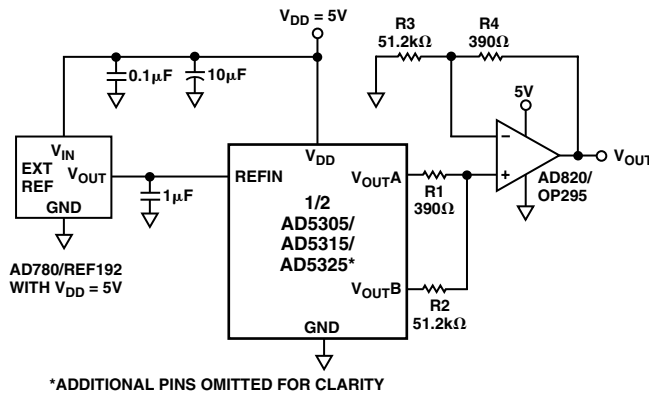 V_DD = 5V
0.1µF
10µF
R3
51.2kΩ
R4
390Ω
5V
V_OUT
AD820/
OP295
V_IN
EXT
REF
V_OUT
GND
1µF
AD780/REF192
WITH V_DD = 5V
V_DD
REFIN
1/2
AD5305/
AD5315/
AD5325*
V_OUTA
V_OUTB
GND
R1
390Ω
R2
51.2kΩ
−
+
*ADDITIONAL PINS OMITTED FOR CLARITY